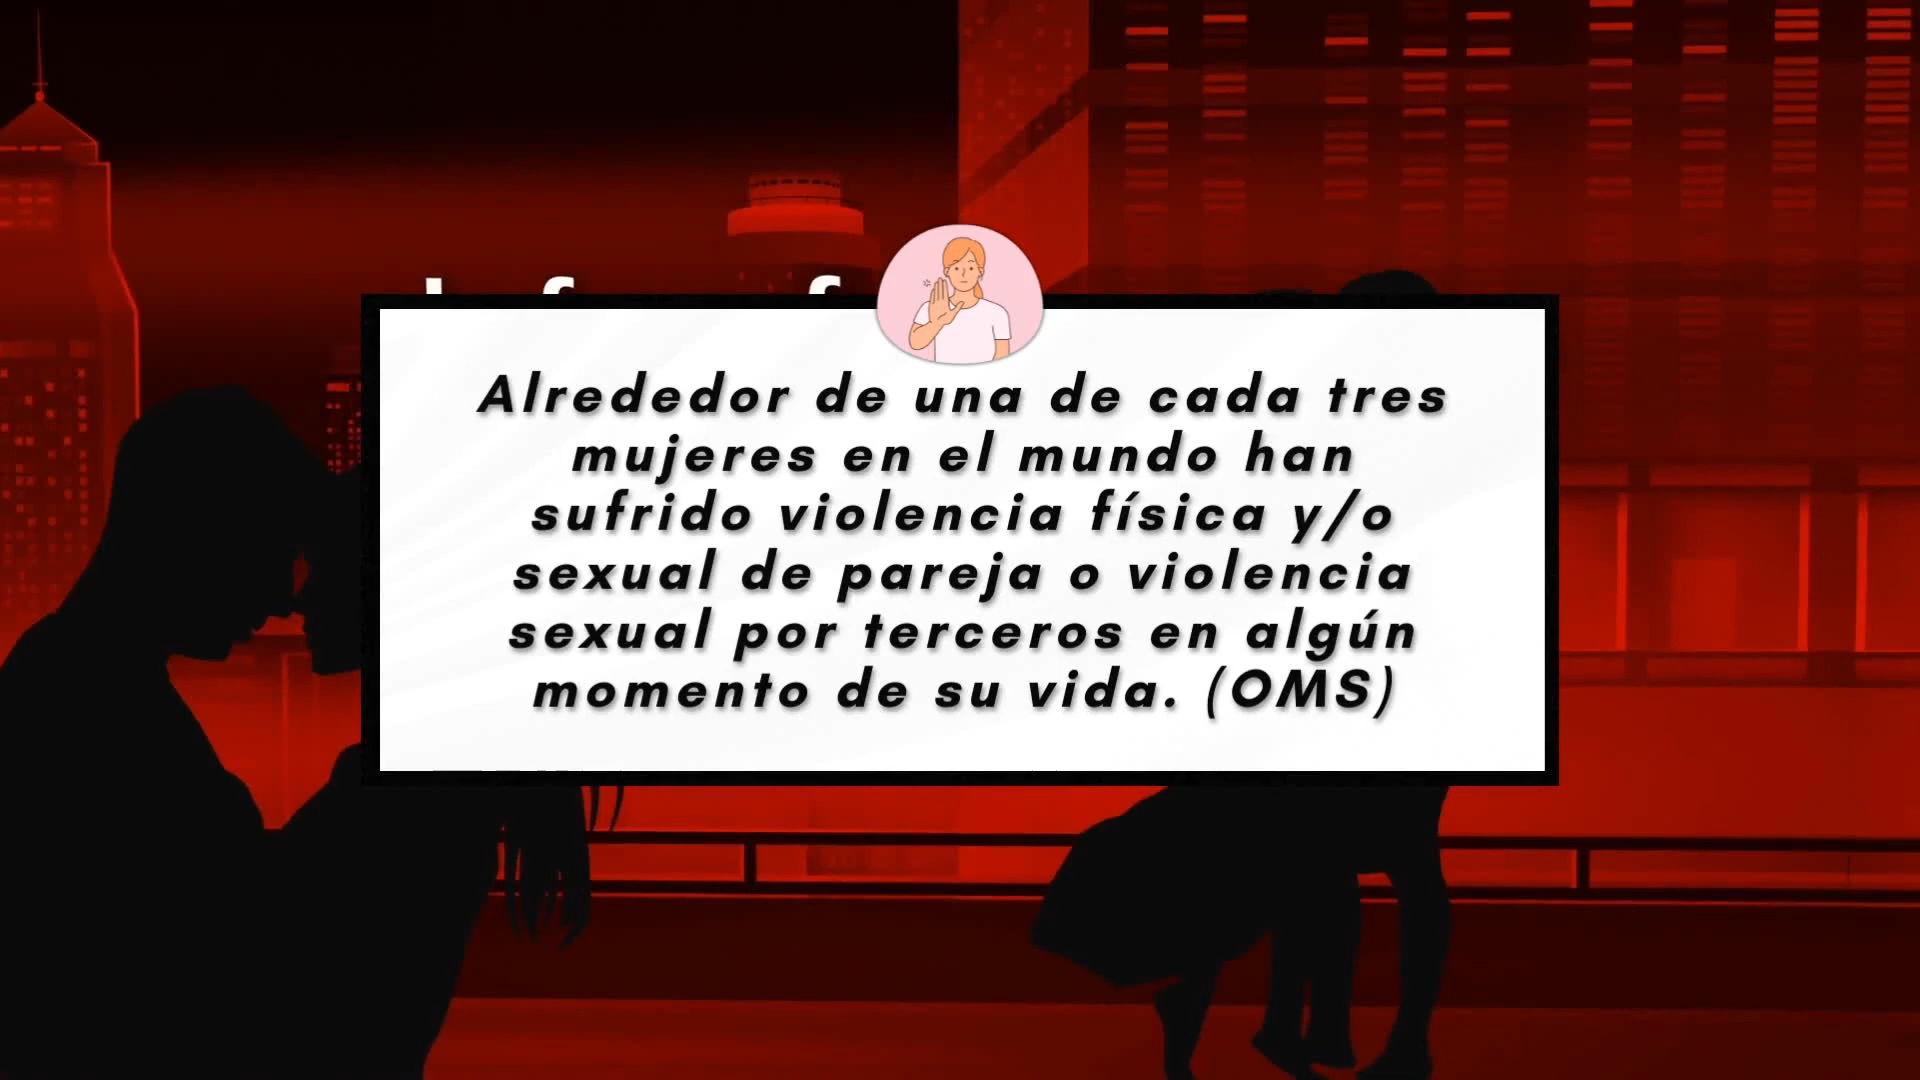 Alrededor de una de cada tres
mujeres en el mundo han
sufrido violencia física y/o
sexual de pareja o violencia
sexual por terceros en algún
momento de su vida. (OMS)